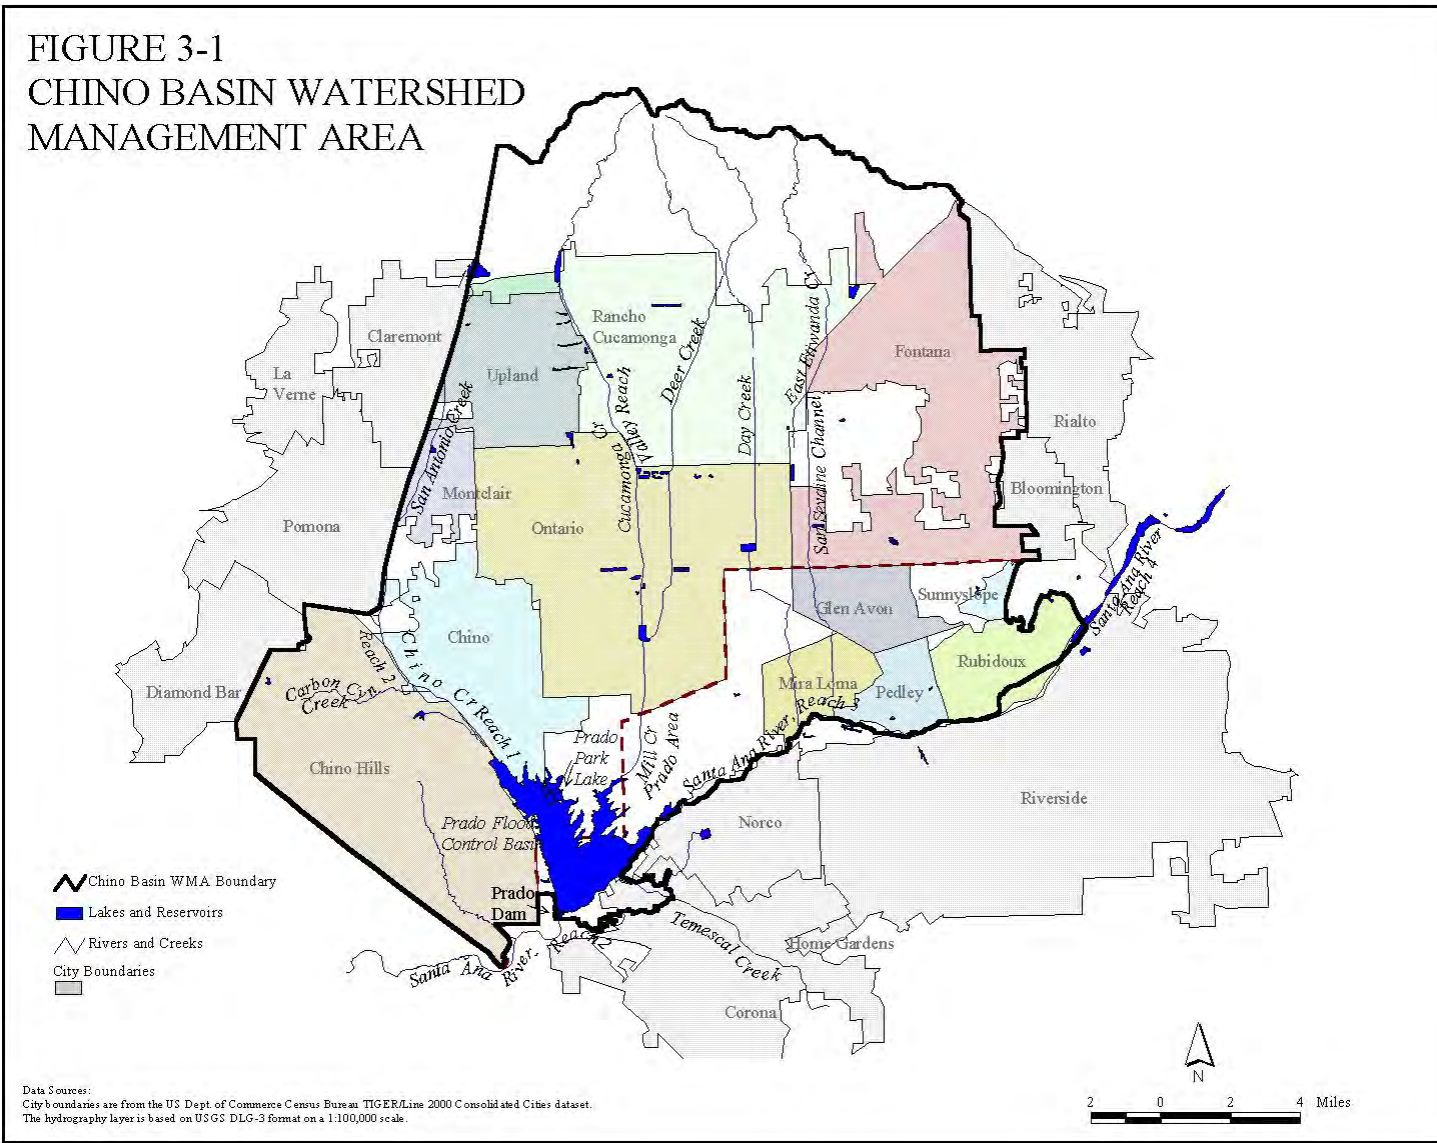 FIGURE 3-1
CHINO BASIN WATERSHED
MANAGEMENT AREA
Claremont
La
Verne
Rancho
Cucamonga
Upland
Fontana
Rialto
Bloomington
Pomona
Montclair
Ontario
San Antonio Creek
Cucamonga Cr
Valley Reach
Deer Creek
Day Creek
East Etiwanda Cr
San Sevaine Channel
Santa Ana River
Reach 4
Chino
Glen Avon
Sunnyslope
Rubidoux
Mira Loma
Pedley
Diamond Bar
Carbon Cyn
Creek
Reach 2
Chino Cr Reach 1
Chino Hills
Prado
Park
Lake
Mill Cr
Prado Area
Santa Ana River, Reach 3
Prado Flood
Control Basin
Norco
Riverside
Prado
Dam
Santa Ana River, Reach 2
Temescal Creek
Home Gardens
Corona
Chino Basin WMA Boundary
Lakes and Reservoirs
Rivers and Creeks
City Boundaries
N
2 0 2 4 Miles
Data Sources:
City boundaries are from the US Dept. of Commerce Census Bureau TIGER/Line 2000 Consolidated Cities dataset.
The hydrography layer is based on USGS DLG-3 format on a 1:100,000 scale.